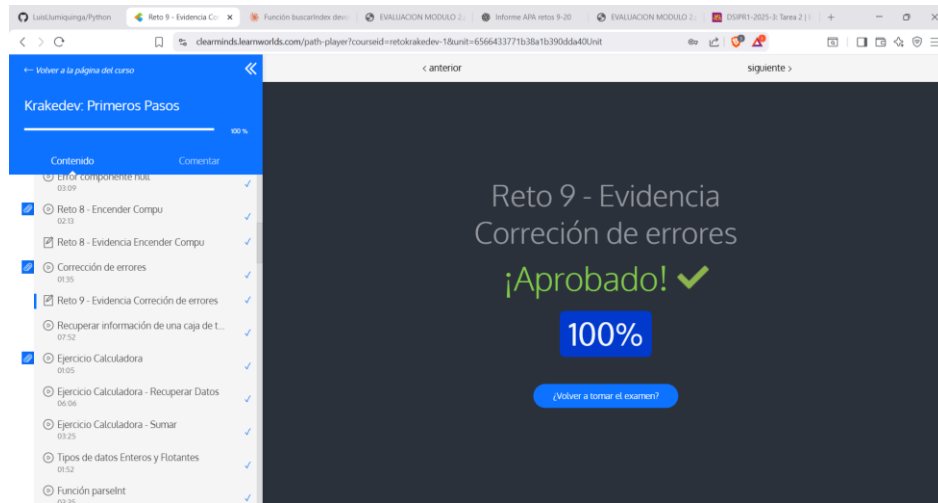 LuisLlumiquinga/Python
Reto 9 - Evidencia Co
Función buscarIndex dev
EVALUACION MODULO 2
Informe APA retos 9-20
EVALUACION MODULO 2
DSIPR1-2025-3: Tarea 2 |
clearminds.learnworlds.com/path-player?courseid=retokrakedev-1&unit=6566433771b38a1b390dda40Unit
← Volver a la página del curso
Krakedev: Primeros Pasos
100 %
Contenido
Comentar
Error componente null.
03:09
Reto 8 - Encender Compu
02:13
Reto 8 - Evidencia Encender Compu
Corrección de errores
01:35
Reto 9 - Evidencia Correción de errores
Recuperar información de una caja de t...
07:52
Ejercicio Calculadora
01:05
Ejercicio Calculadora - Recuperar Datos
06:06
Ejercicio Calculadora - Sumar
03:25
Tipos de datos Enteros y Flotantes
01:52
Función parseInt
03:35
< anterior
siguiente >
Reto 9 - Evidencia
Correción de errores
¡Aprobado!
100%
¿Volver a tomar el examen?